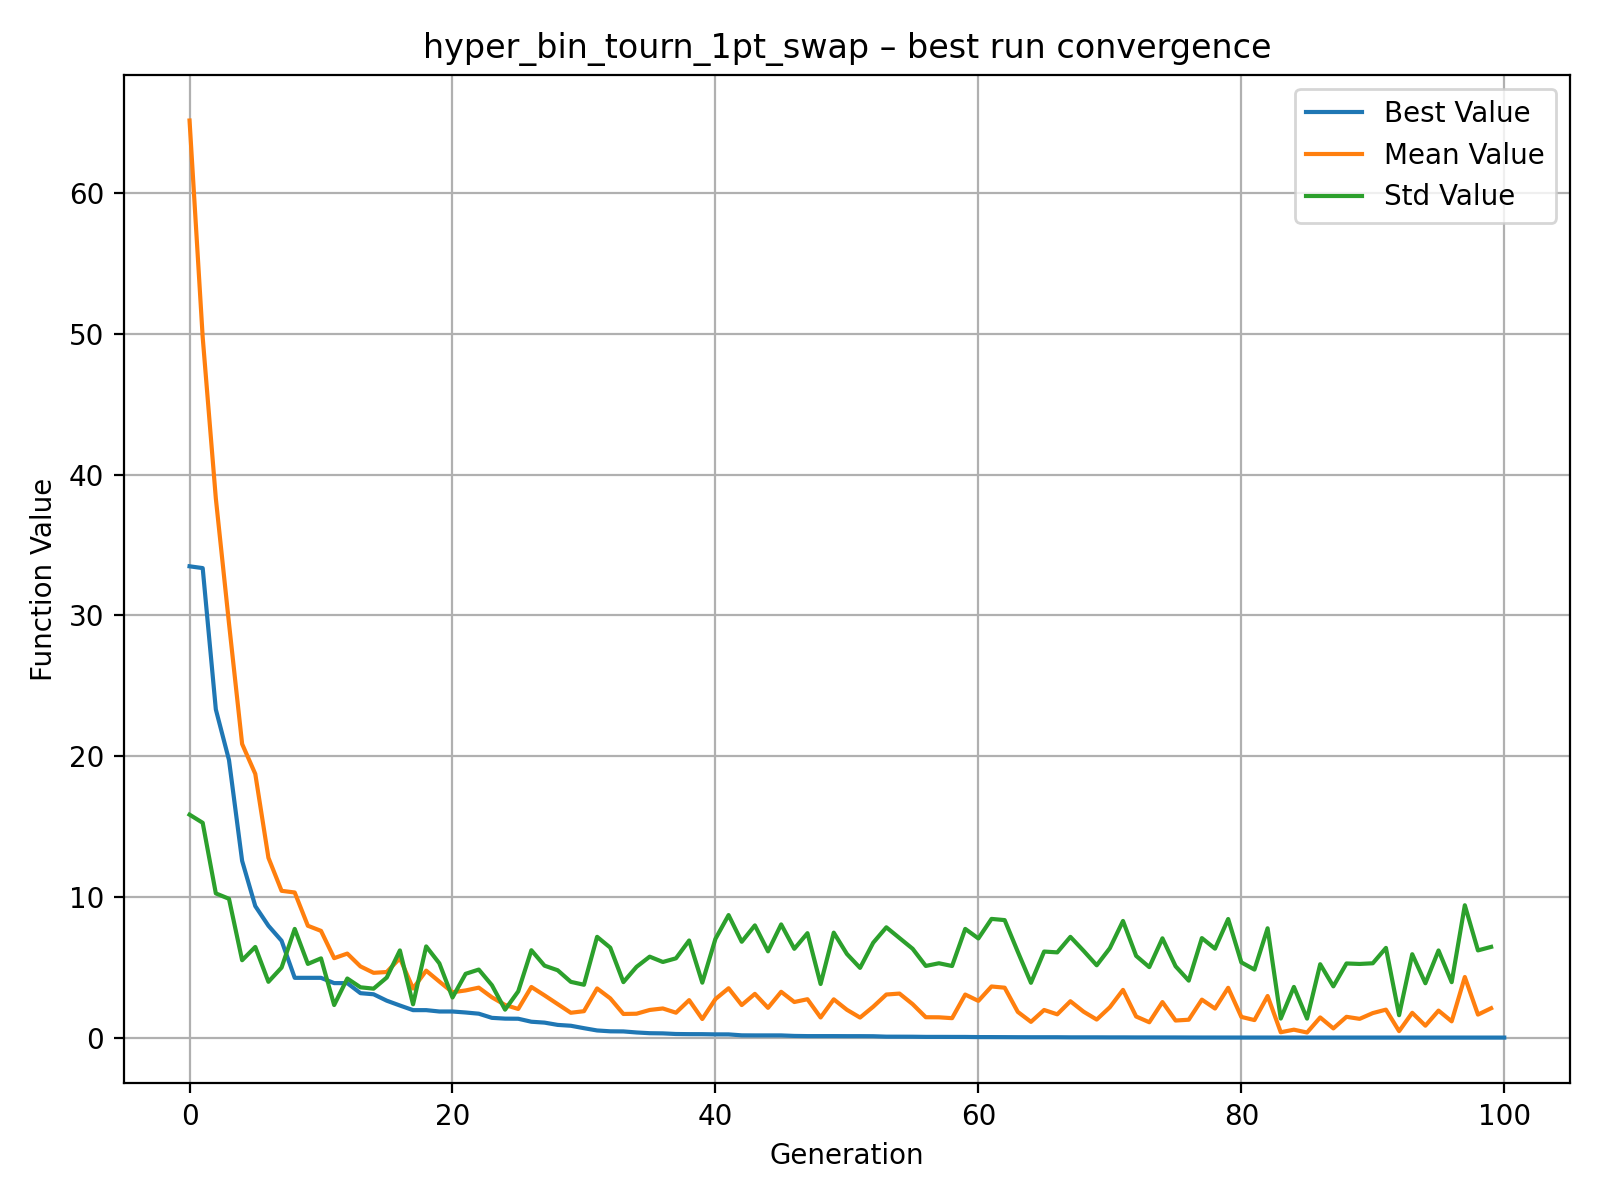 hyper_bin_tourn_1pt_swap – best run convergence
Best Value
Mean Value
Std Value
Function Value
60
50
40
30
20
10
0
0 20 40 60 80 100
Generation